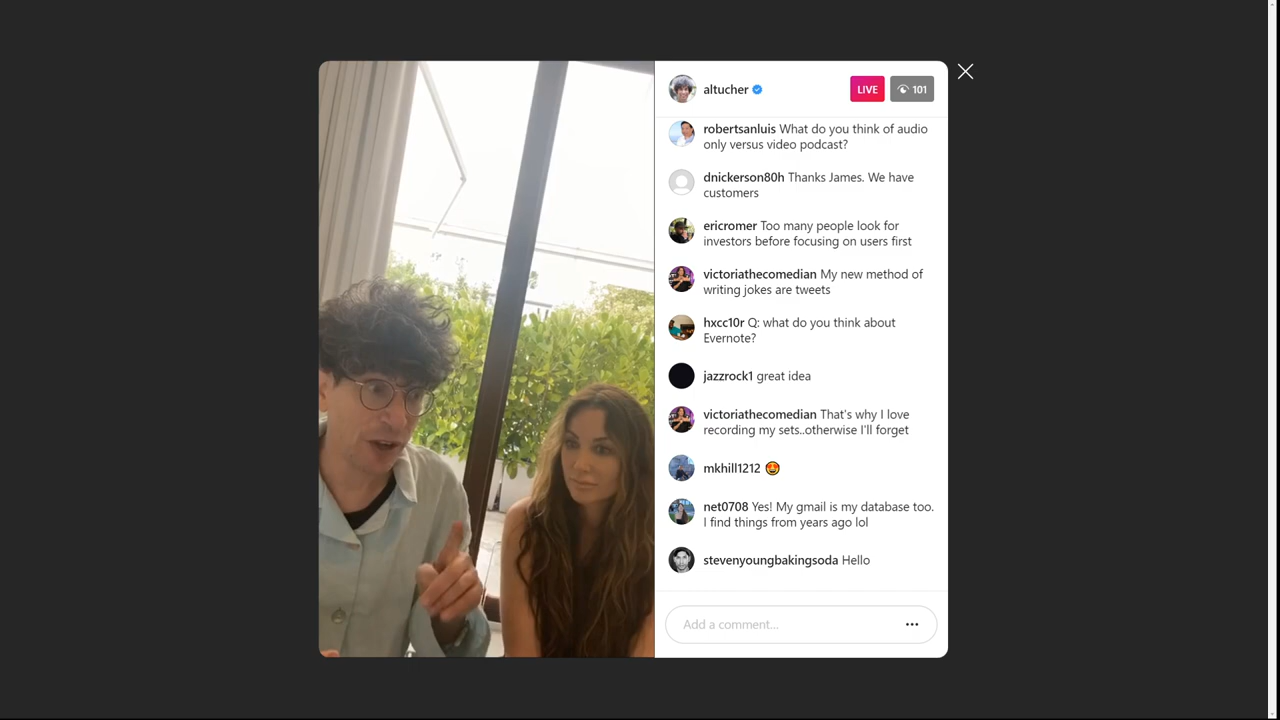 altucher
LIVE
101
robertsanluis What do you think of audio
only versus video podcast?
dnickerson80h Thanks James. We have
customers
ericromer Too many people look for
investors before focusing on users first
victoriathecomedian My new method of
writing jokes are tweets
hxcc10r Q: what do you think about
Evernote?
jazzrock1 great idea
victoriathecomedian That's why I love
recording my sets..otherwise I'll forget
mkhill1212 🤩
net0708 Yes! My gmail is my database too.
I find things from years ago lol
stevenyoungbakingsoda Hello
Add a comment...